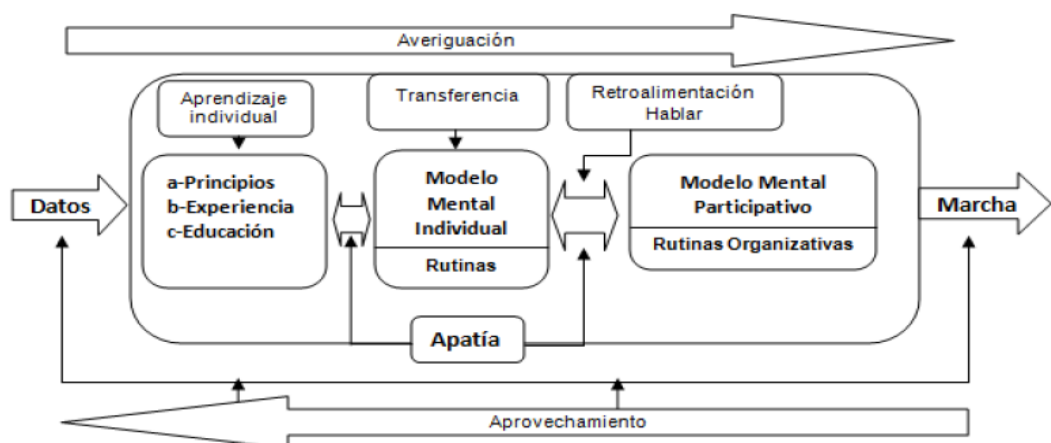 Averiguación
Aprendizaje
individual
Transferencia
Retroalimentación
Hablar
Datos
a-Principios
b-Experiencia
c-Educación
Modelo
Mental
Individual
Rutinas
Modelo Mental
Participativo
Rutinas Organizativas
Marcha
Apatía
Aprovechamiento